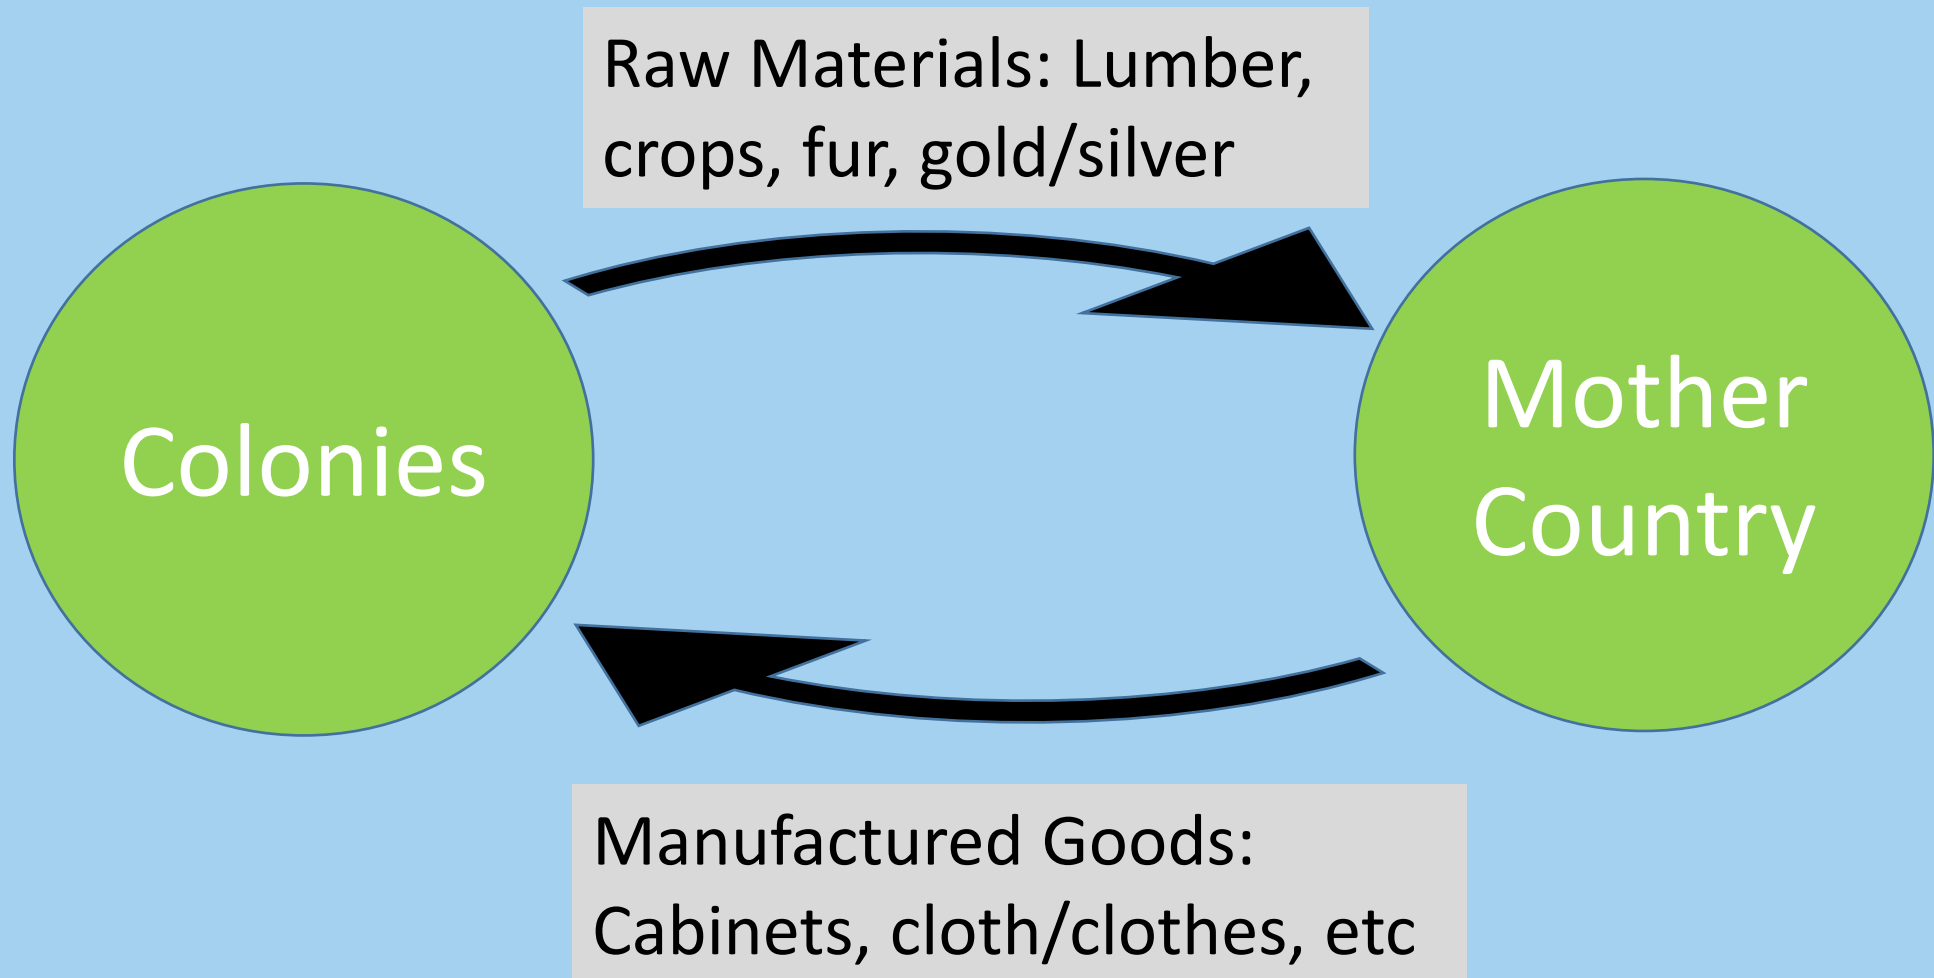 Raw Materials: Lumber,
crops, fur, gold/silver
Colonies
Mother
Country
Manufactured Goods:
Cabinets, cloth/clothes, etc